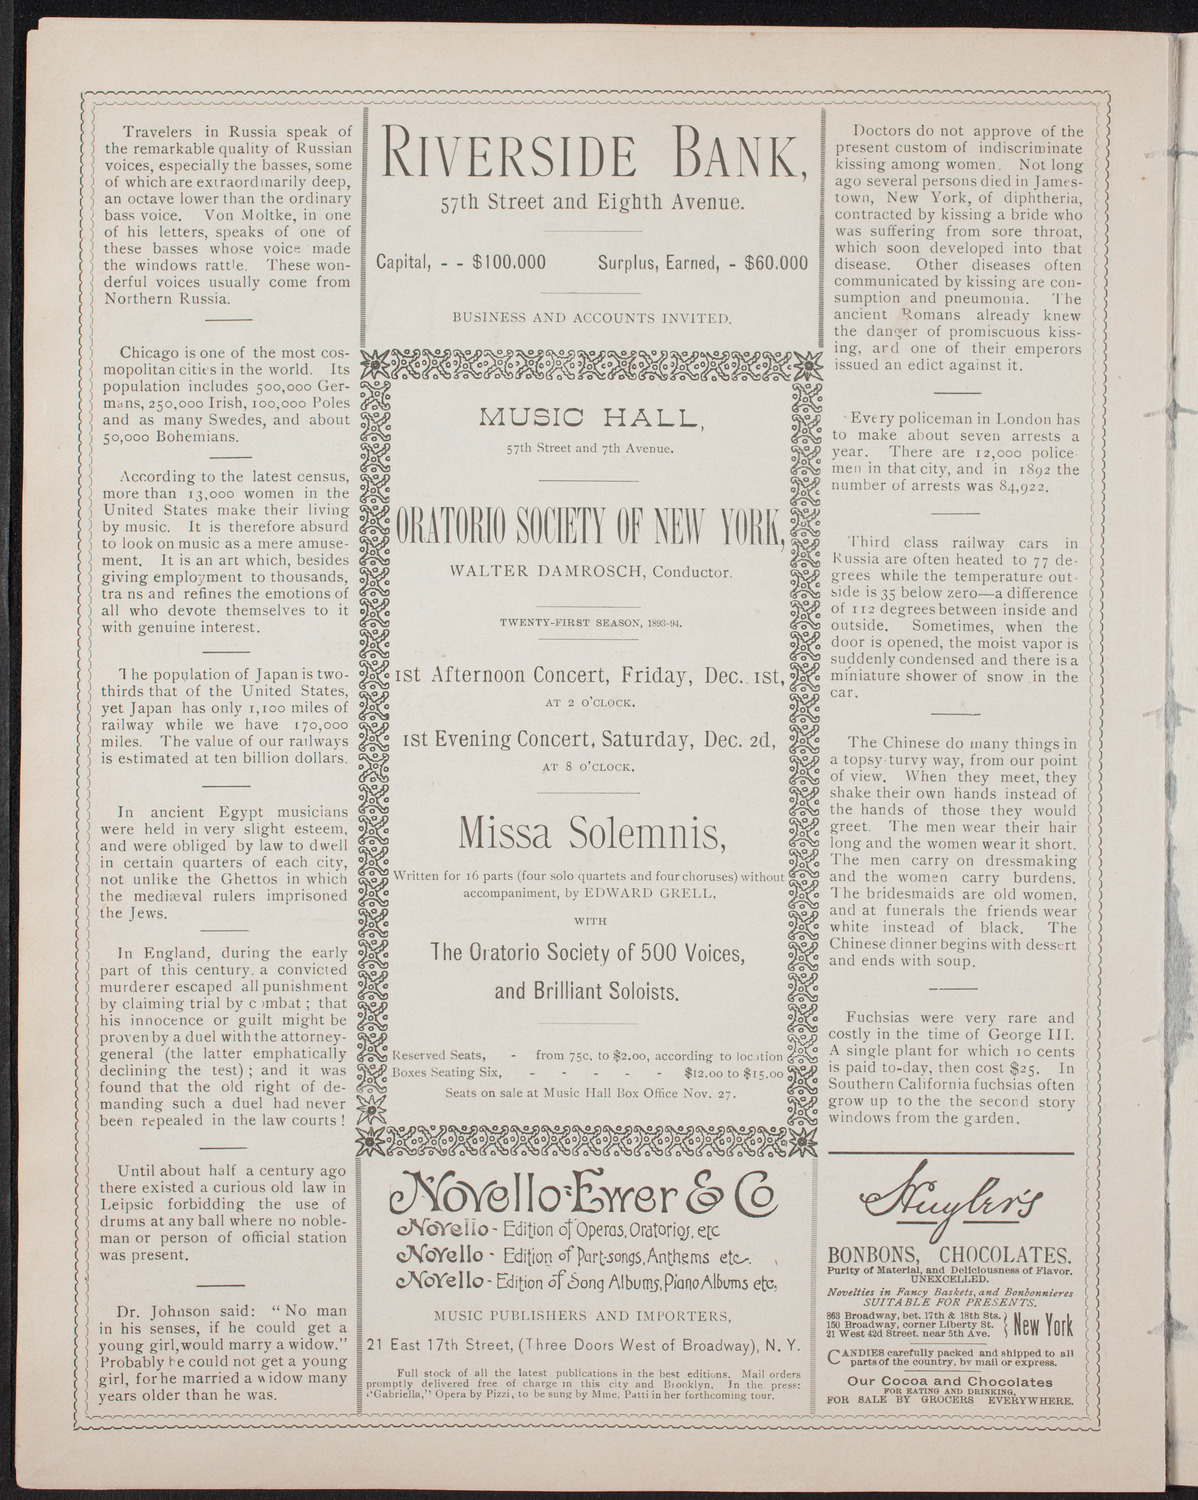 Travelers in Russia speak of
the remarkable quality of Russian
voices, especially the basses, some
of which are extraordinarily deep,
an octave lower than the ordinary
bass voice. Von Moltke, in one
of his letters, speaks of one of
these basses whose voice made
the windows rattle. These won-
derful voices usually come from
Northern Russia.
Chicago is one of the most cos-
mopolitan cities in the world. Its
population includes 500,000 Ger-
mans, 250,000 Irish, 100,000 Poles
and as many Swedes, and about
50,000 Bohemians.
According to the latest census,
more than 13,000 women in the
United States make their living
by music. It is therefore absurd
to look on music as a mere amuse-
ment. It is an art which, besides
giving employment to thousands,
tra ns and refines the emotions of
all who devote themselves to it
with genuine interest.
The population of Japan is two-
thirds that of the United States,
yet Japan has only 1,100 miles of
railway while we have 170,000
miles. The value of our railways
is estimated at ten billion dollars.
In ancient Egypt musicians
were held in very slight esteem,
and were obliged by law to dwell
in certain quarters of each city,
not unlike the Ghettos in which
the mediæval rulers imprisoned
the Jews.
In England, during the early
part of this century, a convicted
murderer escaped all punishment
by claiming trial by combat; that
his innocence or guilt might be
proven by a duel with the attorney-
general (the latter emphatically
declining the test); and it was
found that the old right of de-
manding such a duel had never
been repealed in the law courts!
Until about half a century ago
there existed a curious old law in
Leipsic forbidding the use of
drums at any ball where no noble-
man or person of official station
was present.
Dr. Johnson said: "No man
in his senses, if he could get a
young girl, would marry a widow."
Probably he could not get a young
girl, for he married a widow many
years older than he was.
RIVERSIDE BANK,
57th Street and Eighth Avenue.
Capital, - - $100.000 Surplus, Earned, - $60.000
BUSINESS AND ACCOUNTS INVITED.
MUSIC HALL,
57th Street and 7th Avenue.
ORATORIO SOCIETY OF NEW YORK,
WALTER DAMROSCH, Conductor.
TWENTY-FIRST SEASON, 1893-94.
1st Afternoon Concert, Friday, Dec. 1st,
AT 2 O'CLOCK.
1st Evening Concert, Saturday, Dec. 2d,
AT 8 O'CLOCK.
Missa Solemnis,
Written for 16 parts (four solo quartets and four choruses) without
accompaniment, by EDWARD GRELL,
WITH
The Oratorio Society of 500 Voices,
and Brilliant Soloists.
Reserved Seats, - from 75c. to $2.00, according to location
Boxes Seating Six, - - - - - $12.00 to $15.00
Seats on sale at Music Hall Box Office Nov. 27.
Novello=Ewer & Co
Novello - Edition of Operas, Oratorios, etc
Novello - Edition of Part-songs, Anthems etc.
Novello - Edition of Song Albums, Piano Albums etc,
MUSIC PUBLISHERS AND IMPORTERS,
21 East 17th Street, (Three Doors West of Broadway), N. Y.
Full stock of all the latest publications in the best editions. Mail orders
promptly delivered free of charge in this city and Brooklyn. In the press:
"Gabriella," Opera by Pizzi, to be sung by Mme. Patti in her forthcoming tour.
Doctors do not approve of the
present custom of indiscriminate
kissing among women. Not long
ago several persons died in James-
town, New York, of diphtheria,
contracted by kissing a bride who
was suffering from sore throat,
which soon developed into that
disease. Other diseases often
communicated by kissing are con-
sumption and pneumonia. The
ancient Romans already knew
the danger of promiscuous kiss-
ing, and one of their emperors
issued an edict against it.
Every policeman in London has
to make about seven arrests a
year. There are 12,000 police-
men in that city, and in 1892 the
number of arrests was 84,922.
Third class railway cars in
Russia are often heated to 77 de-
grees while the temperature out-
side is 35 below zero—a difference
of 112 degrees between inside and
outside. Sometimes, when the
door is opened, the moist vapor is
suddenly condensed and there is a
miniature shower of snow in the
car.
The Chinese do many things in
a topsy-turvy way, from our point
of view. When they meet, they
shake their own hands instead of
the hands of those they would
greet. The men wear their hair
long and the women wear it short.
The men carry on dressmaking
and the women carry burdens.
The bridesmaids are old women,
and at funerals the friends wear
white instead of black. The
Chinese dinner begins with dessert
and ends with soup.
Fuchsias were very rare and
costly in the time of George III.
A single plant for which 10 cents
is paid to-day, then cost $25. In
Southern California fuchsias often
grow up to the the second story
windows from the garden.
Huyler's
BONBONS, CHOCOLATES.
Purity of Material, and Deliciousness of Flavor,
UNEXCELLED.
Novelties in Fancy Baskets, and Bonbonnieres
SUITABLE FOR PRESENTS.
863 Broadway, bet. 17th & 18th Sts.
150 Broadway, corner Liberty St.
21 West 42d Street, near 5th Ave.
New York
CANDIES carefully packed and shipped to all
parts of the country, by mail or express.
Our Cocoa and Chocolates
FOR EATING AND DRINKING,
FOR SALE BY GROCERS EVERYWHERE.